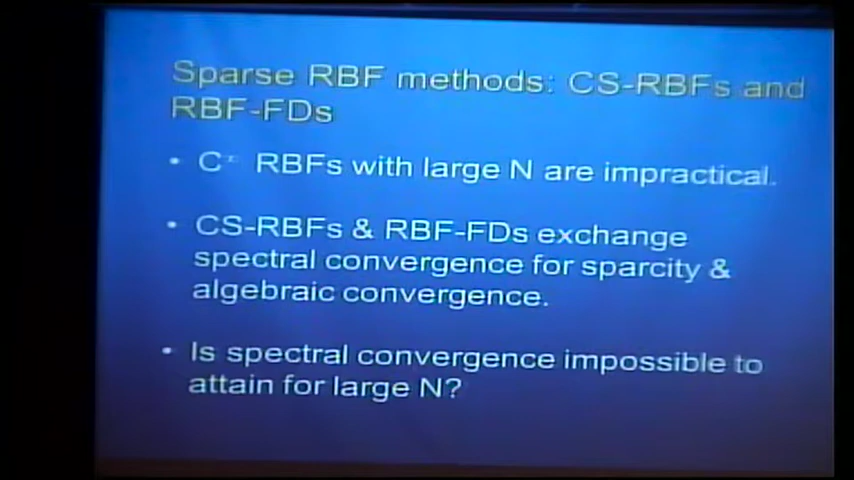 Sparse RBF methods: CS-RBFs and
RBF-FDs
• C∞ RBFs with large N are impractical.
• CS-RBFs & RBF-FDs exchange
spectral convergence for sparcity &
algebraic convergence.
• Is spectral convergence impossible to
attain for large N?